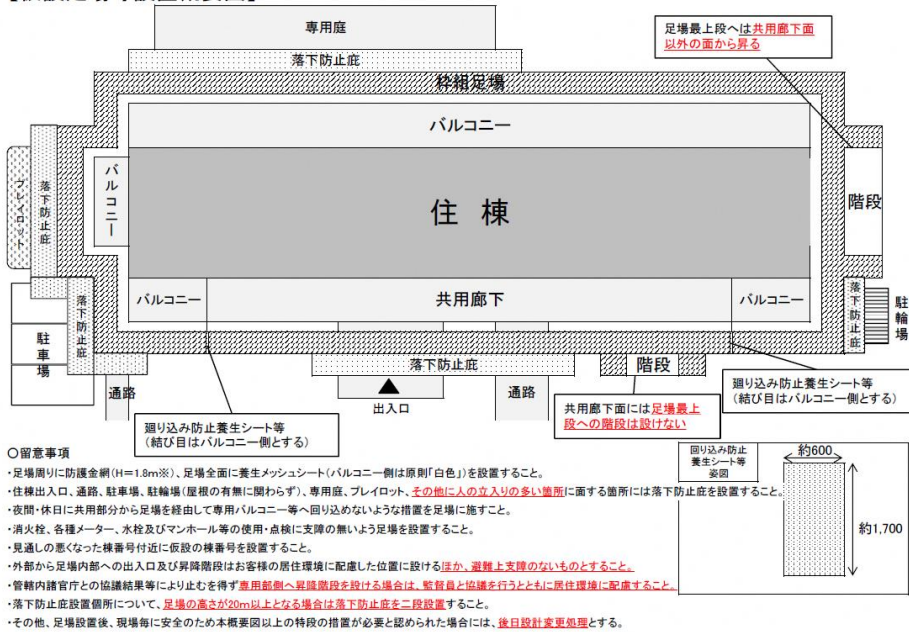 専用庭
落下防止庇
足場最上段へは共用廊下面
以外の面から昇る
枠組足場
バルコニー
バルコニー
プレイロット
落下防止庇
住 棟
階段
バルコニー
共用廊下
バルコニー
落下防止庇
駐車場
落下防止庇
駐輪場
落下防止庇
階段
通路
出入口
通路
廻り込み防止養生シート等
(結び目はバルコニー側とする)
共用廊下面には足場最上
段への階段は設けない
廻り込み防止養生シート等
(結び目はバルコニー側とする)
○留意事項
・足場周りに防護金網(H=1.8m※)、足場全面に養生メッシュシート(バルコニー側は原則「白色」)を設置すること。
・住棟出入口、通路、駐車場、駐輪場(屋根の有無に関わらず)、専用庭、プレイロット、その他に人の立入りの多い箇所に面する箇所には落下防止庇を設置すること。
・夜間・休日に共用部分から足場を経由して専用バルコニー等へ回り込めないような措置を足場に施すこと。
・消火栓、各種メーター、水栓及びマンホール等の使用・点検に支障の無いよう足場を設置すること。
・見通しの悪くなった棟番号付近に仮設の棟番号を設置すること。
・外部から足場内部への出入口及び昇降階段はお客様の居住環境に配慮した位置に設けるほか、避難上支障のないものとすること。
・管轄内諸官庁との協議結果等により止むを得ず専用部側へ昇降階段を設ける場合は、監督員と協議を行うとともに居住環境に配慮すること。
・落下防止庇設置個所について、足場の高さが20m以上となる場合は落下防止庇を二段設置すること。
・その他、足場設置後、現場毎に安全のため本概要図以上の特段の措置が必要と認められた場合には、後日設計変更処理とする。
回り込み防止
養生シート等
姿図
約600
約1,700